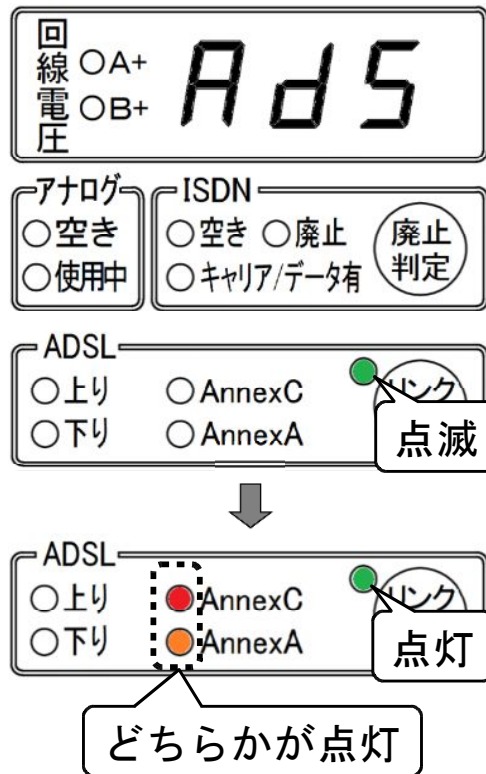 回線電圧
○A+
○B+
AdS
アナログ
○空き
○使用中
ISDN
○空き ○廃止
○キャリア/データ有
廃止
判定
ADSL
○上り ○AnnexC
○下り ○AnnexA
リンク
点滅
ADSL
○上り AnnexC
○下り AnnexA
リンク
点灯
どちらかが点灯